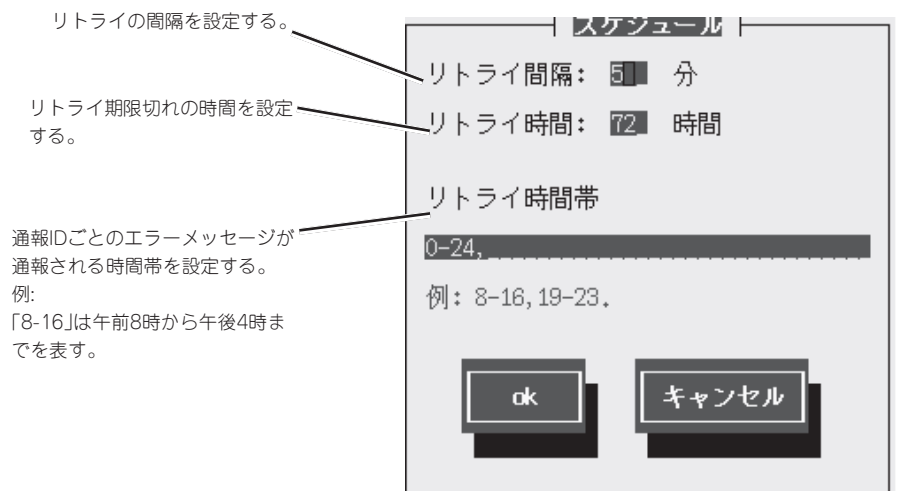 リトライの間隔を設定する。
リトライ期限切れの時間を設定
する。
通報IDごとのエラーメッセージが
通報される時間帯を設定する。
例:
「8-16」は午前8時から午後4時ま
でを表す。
スケジュール
リトライ間隔: 5 分
リトライ時間: 72 時間
リトライ時間帯
0-24,
例: 8-16,19-23.
ok キャンセル